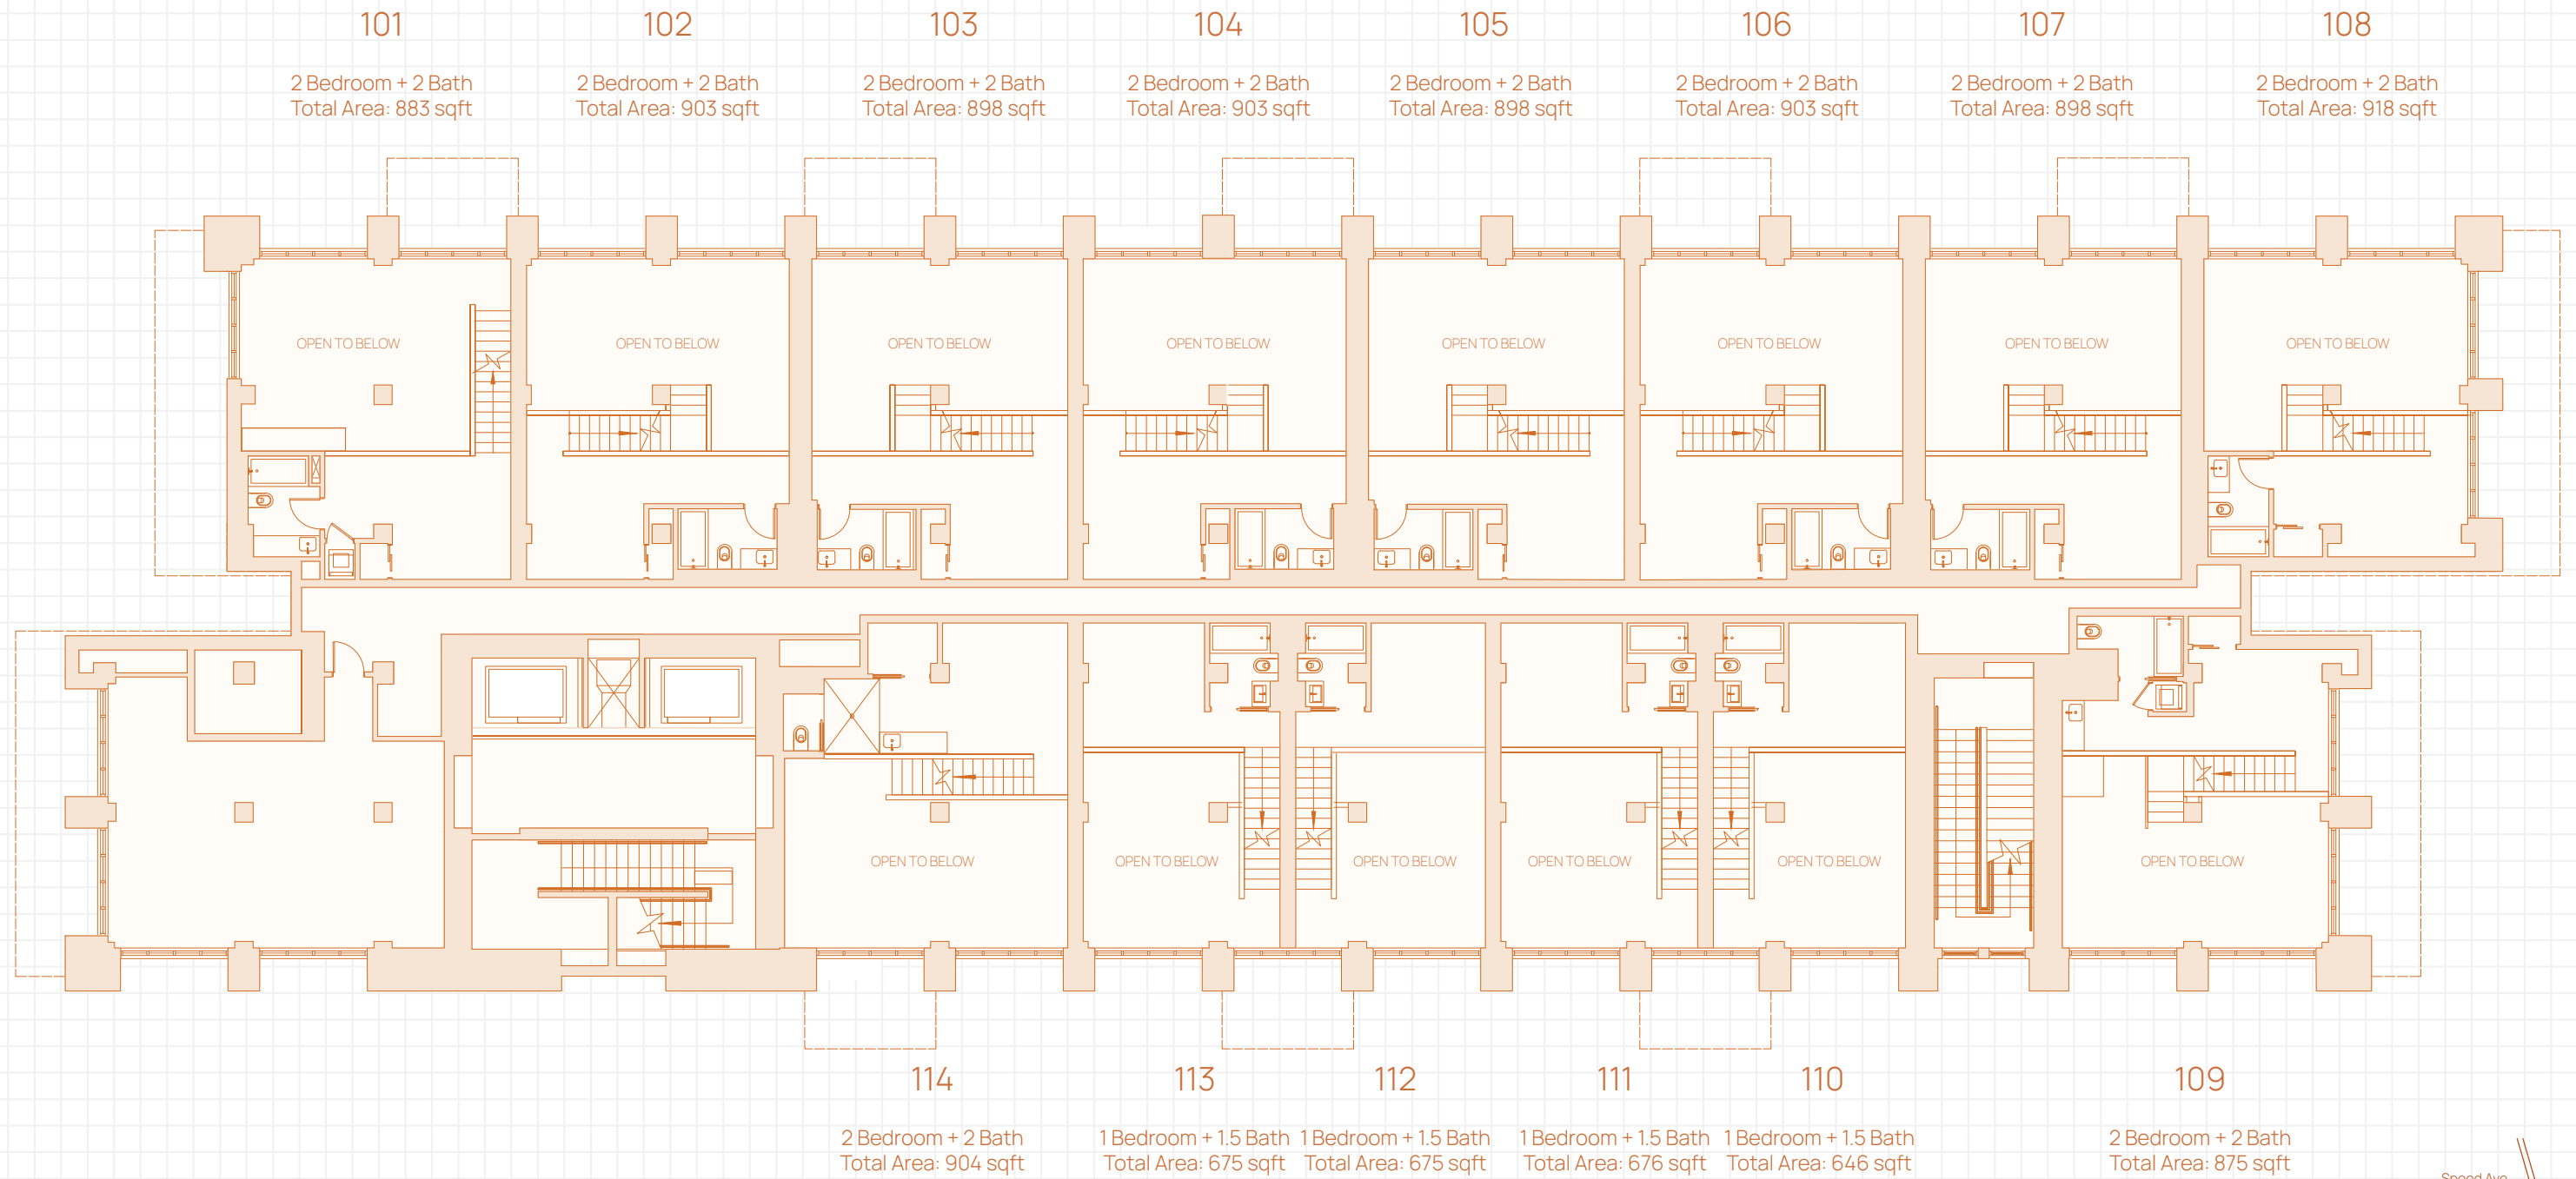 101
102
103
104
105
106
107
108
2 Bedroom + 2 Bath
Total Area: 883 sqft
2 Bedroom + 2 Bath
Total Area: 903 sqft
2 Bedroom + 2 Bath
Total Area: 898 sqft
2 Bedroom + 2 Bath
Total Area: 903 sqft
2 Bedroom + 2 Bath
Total Area: 898 sqft
2 Bedroom + 2 Bath
Total Area: 903 sqft
2 Bedroom + 2 Bath
Total Area: 898 sqft
2 Bedroom + 2 Bath
Total Area: 918 sqft
OPEN TO BELOW
OPEN TO BELOW
OPEN TO BELOW
OPEN TO BELOW
OPEN TO BELOW
OPEN TO BELOW
OPEN TO BELOW
OPEN TO BELOW
OPEN TO BELOW
OPEN TO BELOW
OPEN TO BELOW
OPEN TO BELOW
OPEN TO BELOW
OPEN TO BELOW
114
113
112
111
110
109
2 Bedroom + 2 Bath
Total Area: 904 sqft
1 Bedroom + 1.5 Bath
Total Area: 675 sqft
1 Bedroom + 1.5 Bath
Total Area: 675 sqft
1 Bedroom + 1.5 Bath
Total Area: 676 sqft
1 Bedroom + 1.5 Bath
Total Area: 646 sqft
2 Bedroom + 2 Bath
Total Area: 875 sqft